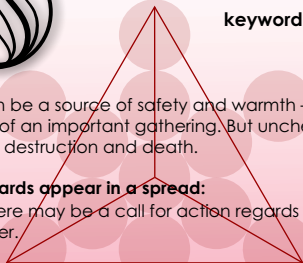 keyword
n be a source of safety and warmth -
of an important gathering. But unche
destruction and death.
ards appear in a spread:
ere may be a call for action regards
er.